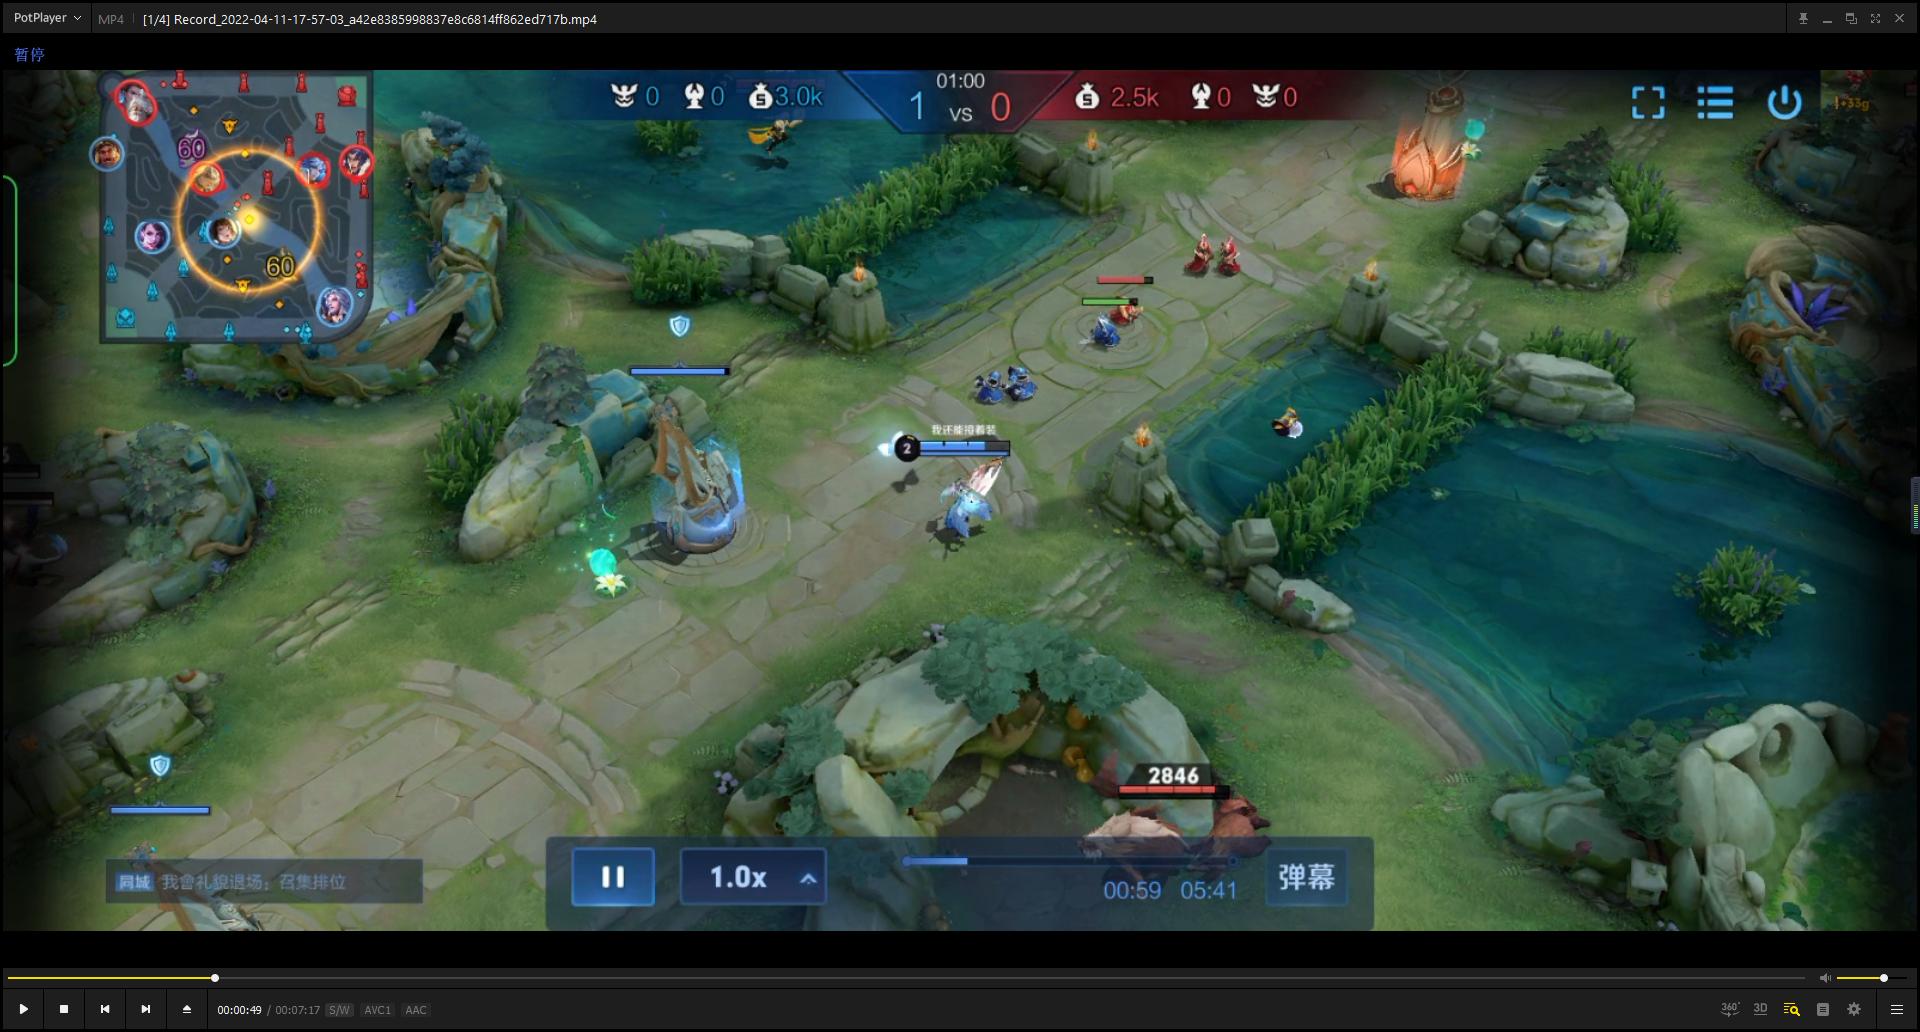 PotPlayer MP4 [1/4] Record_2022-04-11-17-57-03_a42e8385998837e8c6814ff862ed717b.mp4
暂停
0 0 3.0k 1 01:00 VS 0 2.5k 0 0
+33g
60
60
我还能接着装
2
2846
同城 我会礼貌退场：召集排位
1.0x
00:59 05:41
弹幕
00:00:49 / 00:07:17 S/W AVC1 AAC
360° 3D